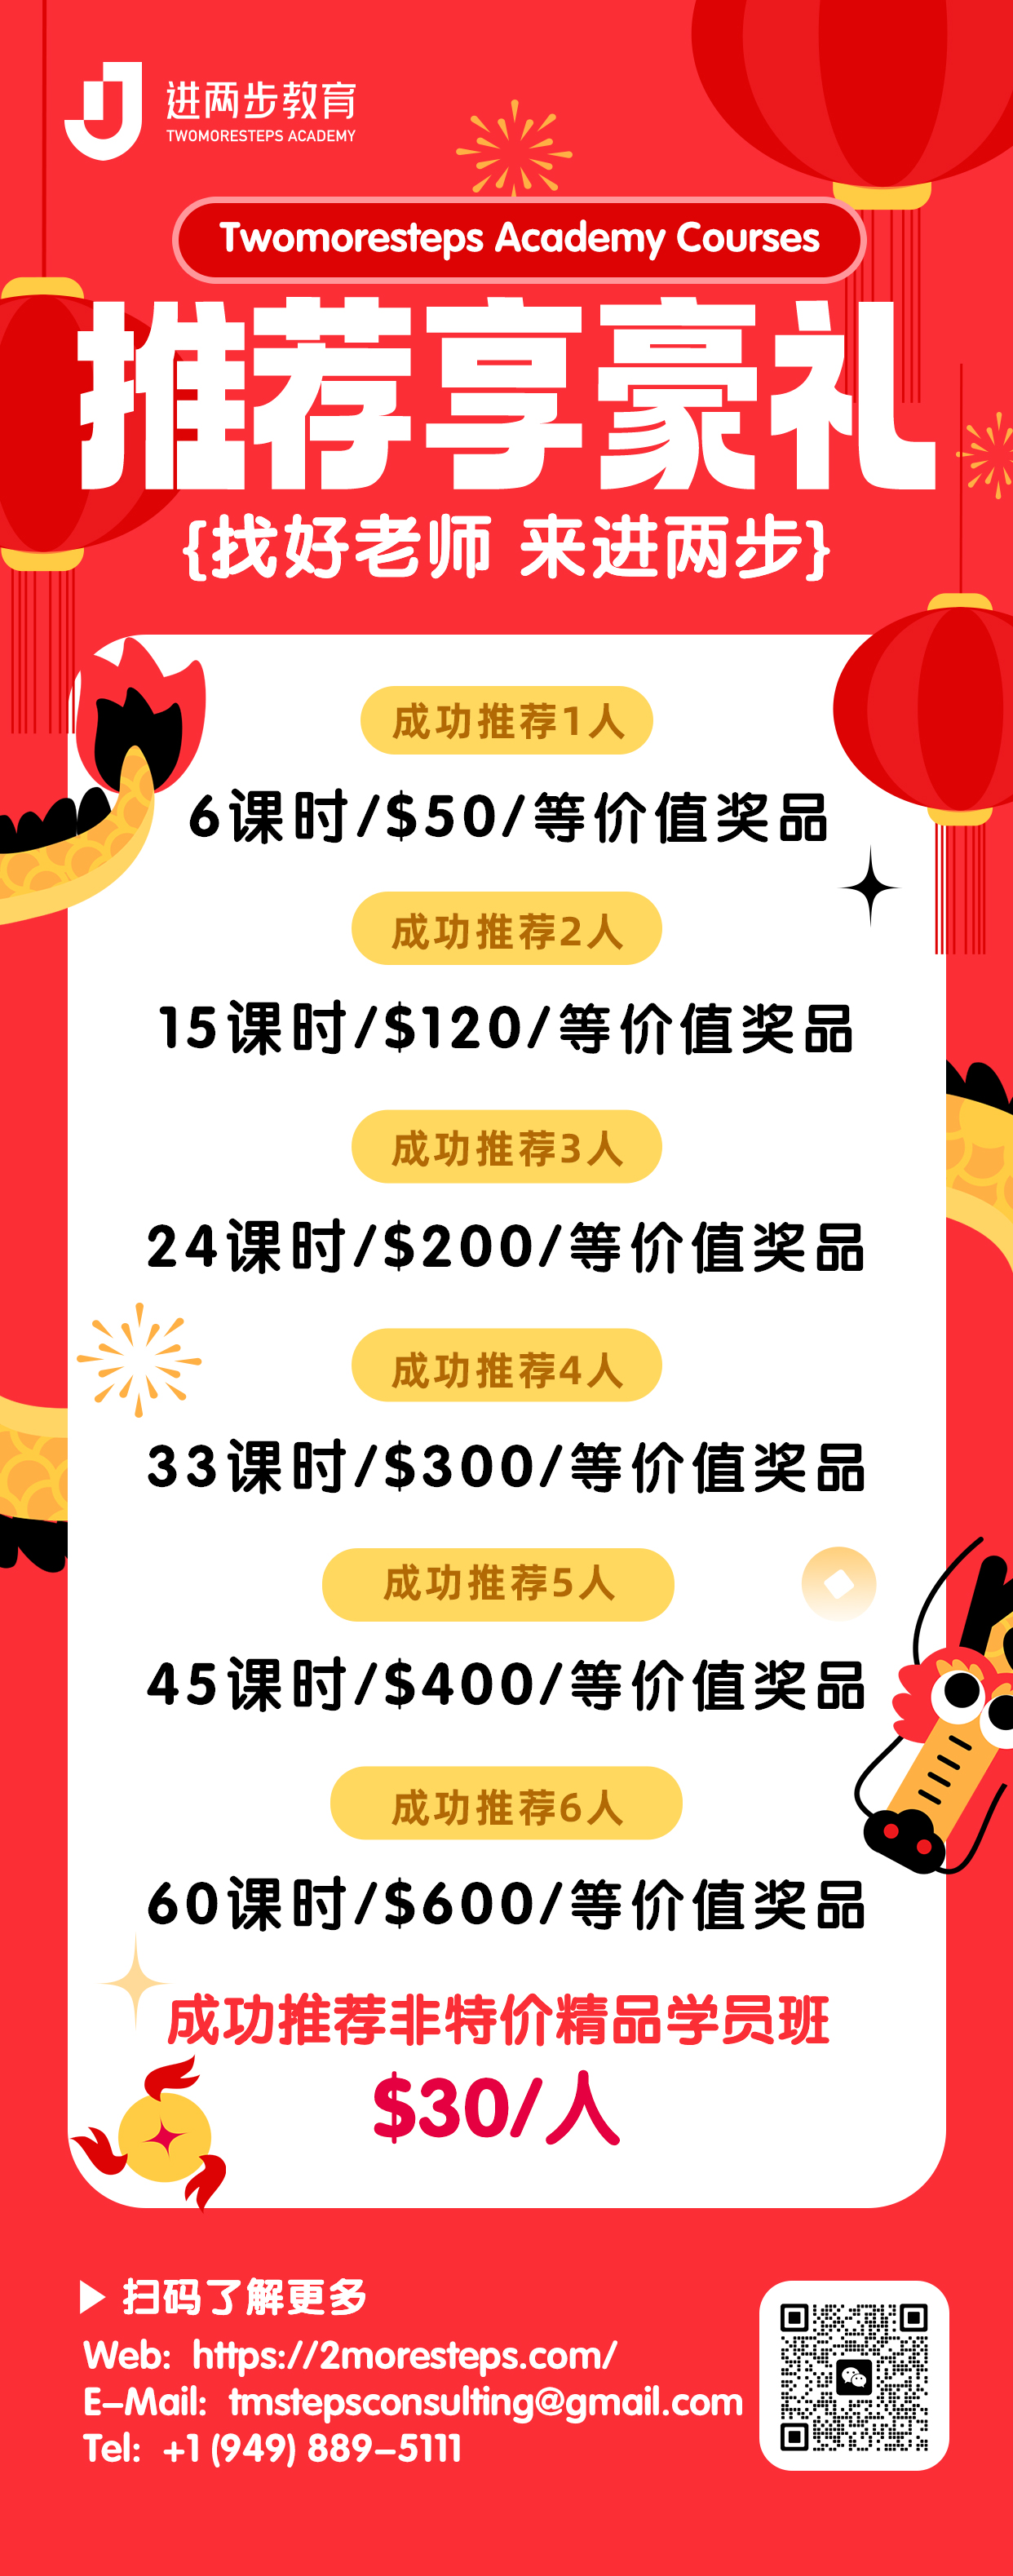 进两步教育
TWOMORESTEPS ACADEMY
Twomoresteps Academy Courses
推荐享豪礼
{找好老师 来进两步}
成功推荐1人
6课时/$50/等价值奖品
成功推荐2人
15课时/$120/等价值奖品
成功推荐3人
24课时/$200/等价值奖品
成功推荐4人
33课时/$300/等价值奖品
成功推荐5人
45课时/$400/等价值奖品
成功推荐6人
60课时/$600/等价值奖品
成功推荐非特价精品学员班
$30/人
扫码了解更多
Web: https://2moresteps.com/
E-Mail: tmstepsconsulting@gmail.com
Tel: +1 (949) 889-5111